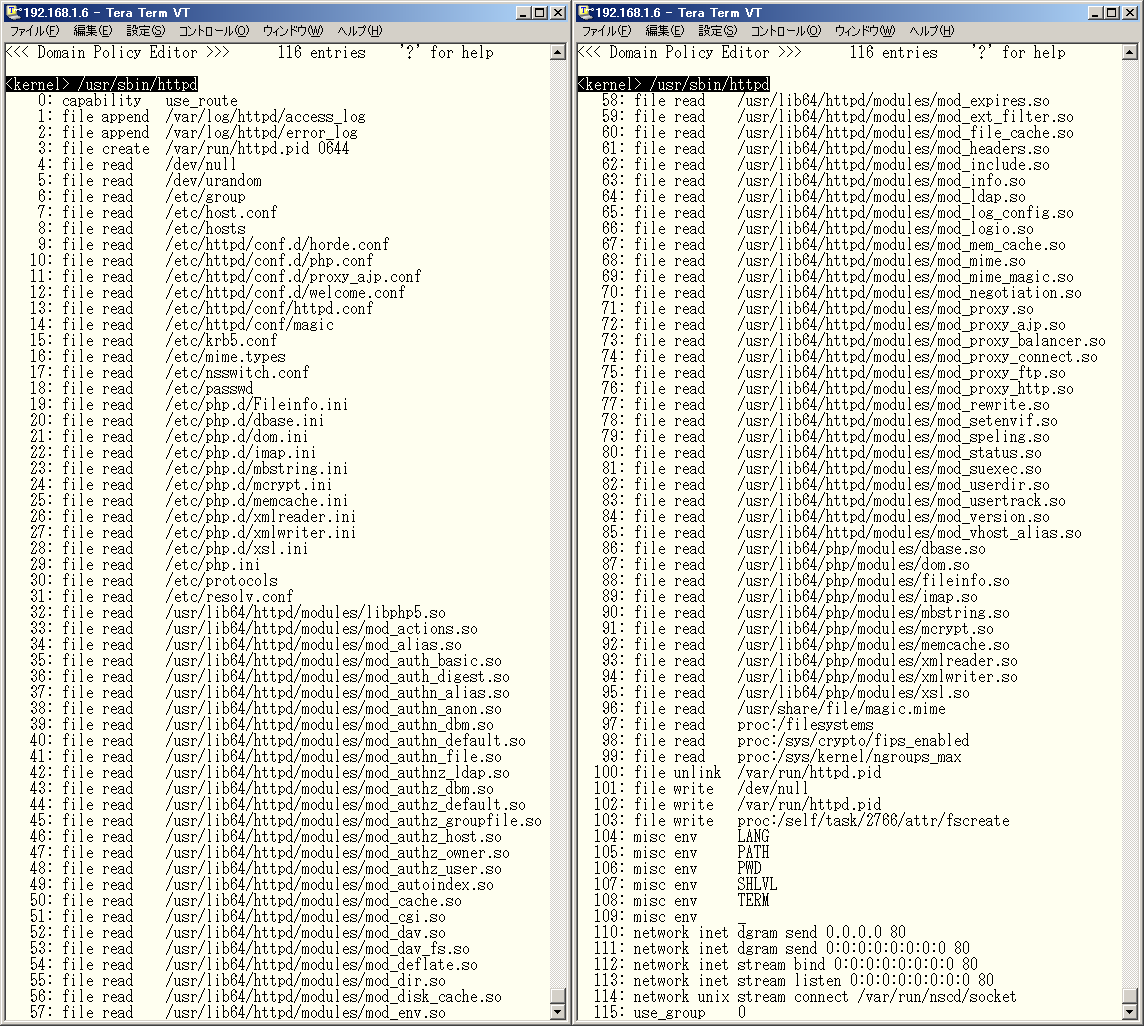 192.168.1.6 - Tera Term VT
ファイル(F) 編集(E) 設定(S) コントロール(O) ウィンドウ(W) ヘルプ(H)
<<< Domain Policy Editor >>> 116 entries '?' for help
<kernel> /usr/sbin/httpd
0: capability use_route
1: file append /var/log/httpd/access_log
2: file append /var/log/httpd/error_log
3: file create /var/run/httpd.pid 0644
4: file read /dev/null
5: file read /dev/urandom
6: file read /etc/group
7: file read /etc/host.conf
8: file read /etc/hosts
9: file read /etc/httpd/conf.d/horde.conf
10: file read /etc/httpd/conf.d/php.conf
11: file read /etc/httpd/conf.d/proxy_ajp.conf
12: file read /etc/httpd/conf.d/welcome.conf
13: file read /etc/httpd/conf/httpd.conf
14: file read /etc/httpd/conf/magic
15: file read /etc/krb5.conf
16: file read /etc/mime.types
17: file read /etc/nsswitch.conf
18: file read /etc/passwd
19: file read /etc/php.d/Fileinfo.ini
20: file read /etc/php.d/dbase.ini
21: file read /etc/php.d/dom.ini
22: file read /etc/php.d/imap.ini
23: file read /etc/php.d/mbstring.ini
24: file read /etc/php.d/mcrypt.ini
25: file read /etc/php.d/memcache.ini
26: file read /etc/php.d/xmlreader.ini
27: file read /etc/php.d/xmlwriter.ini
28: file read /etc/php.d/xsl.ini
29: file read /etc/php.ini
30: file read /etc/protocols
31: file read /etc/resolv.conf
32: file read /usr/lib64/httpd/modules/libphp5.so
33: file read /usr/lib64/httpd/modules/mod_actions.so
34: file read /usr/lib64/httpd/modules/mod_alias.so
35: file read /usr/lib64/httpd/modules/mod_auth_basic.so
36: file read /usr/lib64/httpd/modules/mod_auth_digest.so
37: file read /usr/lib64/httpd/modules/mod_authn_alias.so
38: file read /usr/lib64/httpd/modules/mod_authn_anon.so
39: file read /usr/lib64/httpd/modules/mod_authn_dbm.so
40: file read /usr/lib64/httpd/modules/mod_authn_default.so
41: file read /usr/lib64/httpd/modules/mod_authn_file.so
42: file read /usr/lib64/httpd/modules/mod_authnz_ldap.so
43: file read /usr/lib64/httpd/modules/mod_authz_dbm.so
44: file read /usr/lib64/httpd/modules/mod_authz_default.so
45: file read /usr/lib64/httpd/modules/mod_authz_groupfile.so
46: file read /usr/lib64/httpd/modules/mod_authz_host.so
47: file read /usr/lib64/httpd/modules/mod_authz_owner.so
48: file read /usr/lib64/httpd/modules/mod_authz_user.so
49: file read /usr/lib64/httpd/modules/mod_autoindex.so
50: file read /usr/lib64/httpd/modules/mod_cache.so
51: file read /usr/lib64/httpd/modules/mod_cgi.so
52: file read /usr/lib64/httpd/modules/mod_dav.so
53: file read /usr/lib64/httpd/modules/mod_dav_fs.so
54: file read /usr/lib64/httpd/modules/mod_deflate.so
55: file read /usr/lib64/httpd/modules/mod_dir.so
56: file read /usr/lib64/httpd/modules/mod_disk_cache.so
57: file read /usr/lib64/httpd/modules/mod_env.so
192.168.1.6 - Tera Term VT
ファイル(F) 編集(E) 設定(S) コントロール(O) ウィンドウ(W) ヘルプ(H)
<<< Domain Policy Editor >>> 116 entries '?' for help
<kernel> /usr/sbin/httpd
58: file read /usr/lib64/httpd/modules/mod_expires.so
59: file read /usr/lib64/httpd/modules/mod_ext_filter.so
60: file read /usr/lib64/httpd/modules/mod_file_cache.so
61: file read /usr/lib64/httpd/modules/mod_headers.so
62: file read /usr/lib64/httpd/modules/mod_include.so
63: file read /usr/lib64/httpd/modules/mod_info.so
64: file read /usr/lib64/httpd/modules/mod_ldap.so
65: file read /usr/lib64/httpd/modules/mod_log_config.so
66: file read /usr/lib64/httpd/modules/mod_logio.so
67: file read /usr/lib64/httpd/modules/mod_mem_cache.so
68: file read /usr/lib64/httpd/modules/mod_mime.so
69: file read /usr/lib64/httpd/modules/mod_mime_magic.so
70: file read /usr/lib64/httpd/modules/mod_negotiation.so
71: file read /usr/lib64/httpd/modules/mod_proxy.so
72: file read /usr/lib64/httpd/modules/mod_proxy_ajp.so
73: file read /usr/lib64/httpd/modules/mod_proxy_balancer.so
74: file read /usr/lib64/httpd/modules/mod_proxy_connect.so
75: file read /usr/lib64/httpd/modules/mod_proxy_ftp.so
76: file read /usr/lib64/httpd/modules/mod_proxy_http.so
77: file read /usr/lib64/httpd/modules/mod_rewrite.so
78: file read /usr/lib64/httpd/modules/mod_setenvif.so
79: file read /usr/lib64/httpd/modules/mod_speling.so
80: file read /usr/lib64/httpd/modules/mod_status.so
81: file read /usr/lib64/httpd/modules/mod_suexec.so
82: file read /usr/lib64/httpd/modules/mod_userdir.so
83: file read /usr/lib64/httpd/modules/mod_usertrack.so
84: file read /usr/lib64/httpd/modules/mod_version.so
85: file read /usr/lib64/httpd/modules/mod_vhost_alias.so
86: file read /usr/lib64/php/modules/dbase.so
87: file read /usr/lib64/php/modules/dom.so
88: file read /usr/lib64/php/modules/fileinfo.so
89: file read /usr/lib64/php/modules/imap.so
90: file read /usr/lib64/php/modules/mbstring.so
91: file read /usr/lib64/php/modules/mcrypt.so
92: file read /usr/lib64/php/modules/memcache.so
93: file read /usr/lib64/php/modules/xmlreader.so
94: file read /usr/lib64/php/modules/xmlwriter.so
95: file read /usr/lib64/php/modules/xsl.so
96: file read /usr/share/file/magic.mime
97: file read proc:/filesystems
98: file read proc:/sys/crypto/fips_enabled
99: file read proc:/sys/kernel/ngroups_max
100: file unlink /var/run/httpd.pid
101: file write /dev/null
102: file write /var/run/httpd.pid
103: file write proc:/self/task/2766/attr/fscreate
104: misc env LANG
105: misc env PATH
106: misc env PWD
107: misc env SHLVL
108: misc env TERM
109: misc env _
110: network inet dgram send 0.0.0.0 80
111: network inet dgram send 0:0:0:0:0:0:0:0 80
112: network inet stream bind 0:0:0:0:0:0:0:0 80
113: network inet stream listen 0:0:0:0:0:0:0:0 80
114: network unix stream connect /var/run/nscd/socket
115: use_group 0